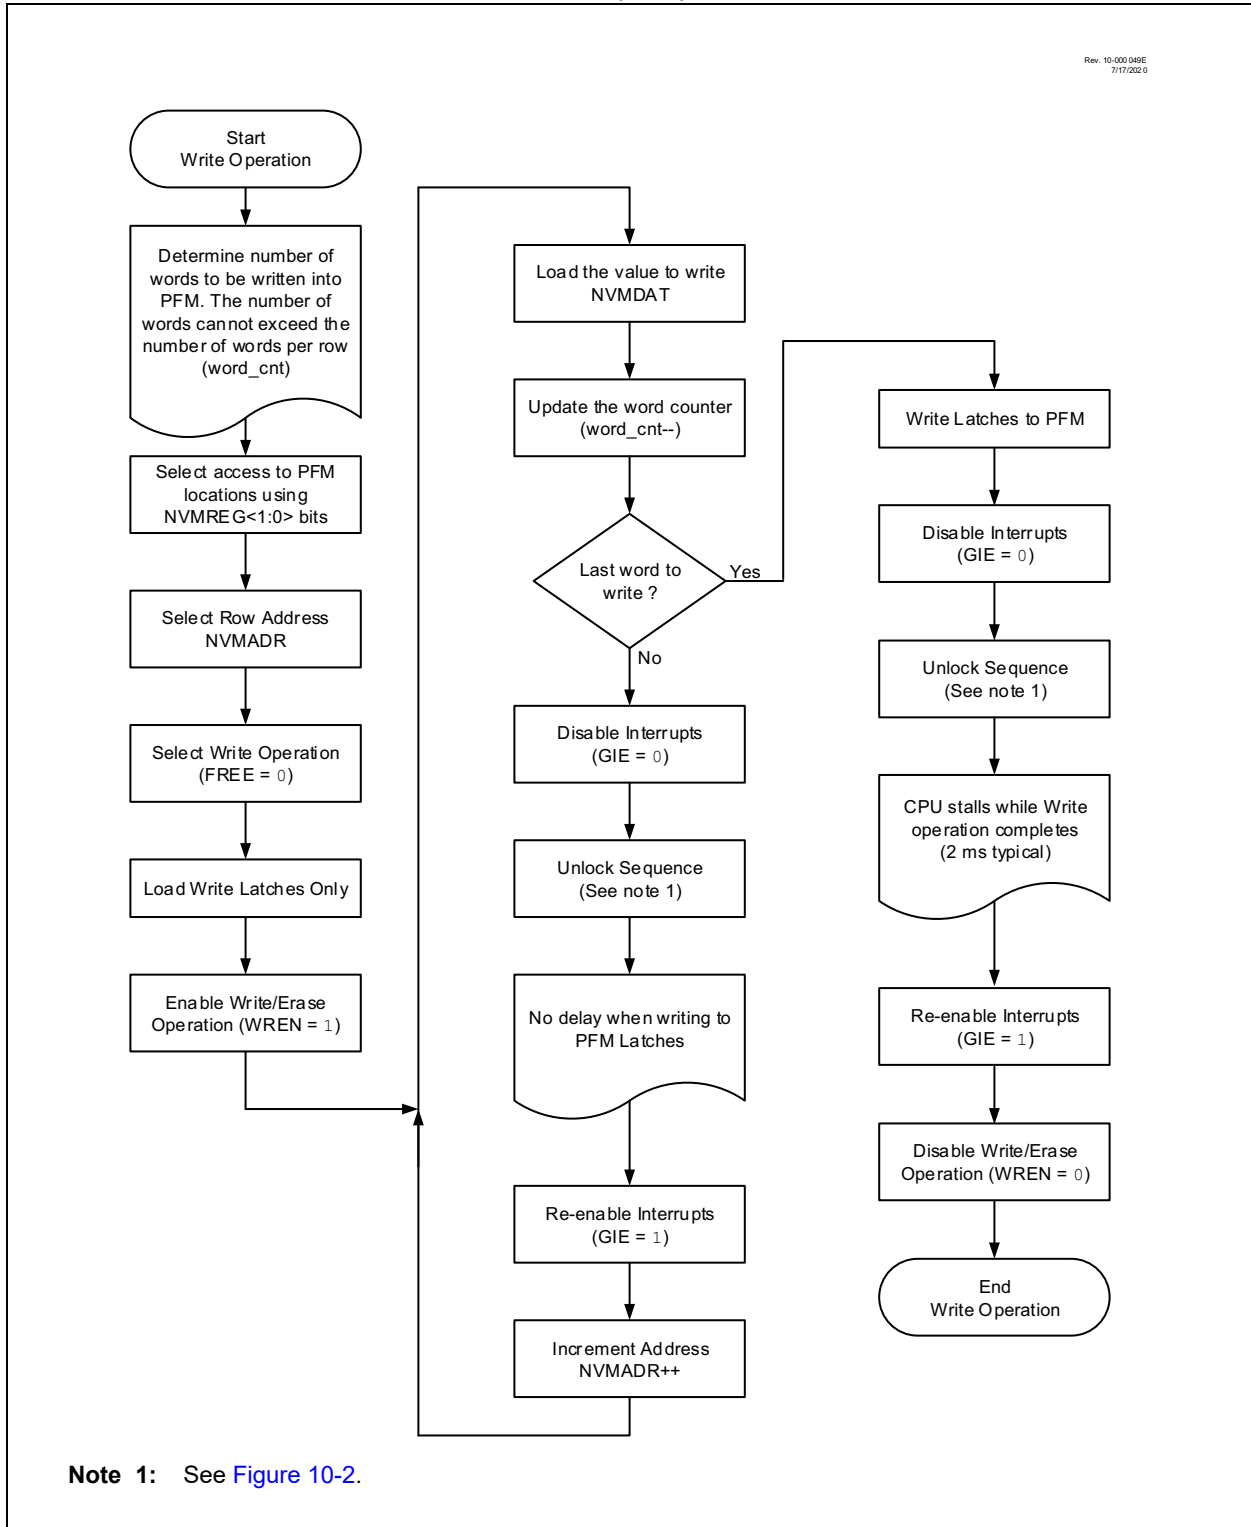 Rev. 10-000 049E
7/17/202 0
Start
Write Operation
Determine number of
words to be written into
PFM. The number of
words cannot exceed the
number of words per row
(word_cnt)
Select access to PFM
locations using
NVMREG<1:0> bits
Select Row Address
NVMADR
Select Write Operation
(FREE = 0)
Load Write Latches Only
Enable Write/Erase
Operation (WREN = 1)
Load the value to write
NVMDAT
Update the word counter
(word_cnt--)
Last word to
write ?
Yes
No
Disable Interrupts
(GIE = 0)
Unlock Sequence
(See note 1)
No delay when writing to
PFM Latches
Re-enable Interrupts
(GIE = 1)
Increment Address
NVMADR++
Write Latches to PFM
Disable Interrupts
(GIE = 0)
Unlock Sequence
(See note 1)
CPU stalls while Write
operation completes
(2 ms typical)
Re-enable Interrupts
(GIE = 1)
Disable Write/Erase
Operation (WREN = 0)
End
Write Operation
Note 1: See Figure 10-2.